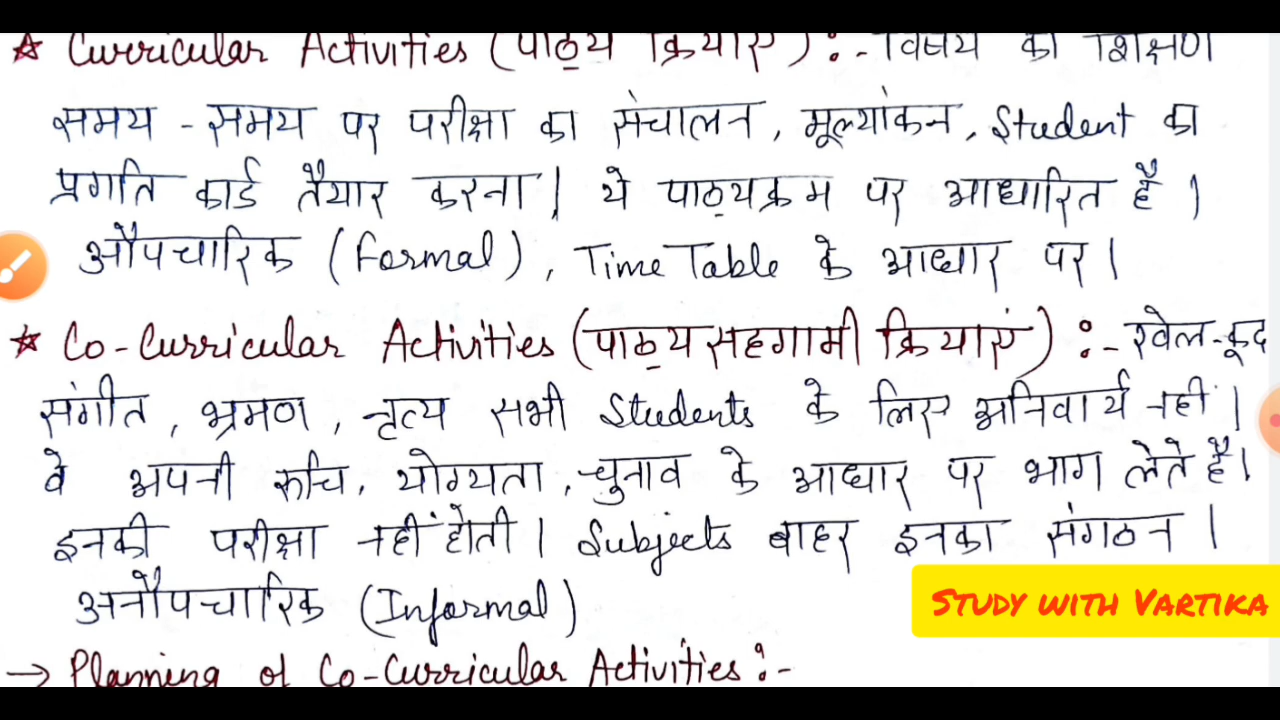 ☆ Curricular Activities (पाठ्य क्रियाएं) :- विषय का शिक्षण
समय - समय पर परीक्षा का संचालन, मूल्यांकन, Student का
प्रगति कार्ड तैयार करना। ये पाठ्यक्रम पर आधारित हैं।
औपचारिक (Formal), Time Table के आधार पर।
☆ Co-Curricular Activities (पाठ्यसहगामी क्रियाएं) :- खेल-कूद
संगीत, भ्रमण, नृत्य सभी Students के लिए अनिवार्य नहीं।
वे अपनी रुचि, योग्यता, चुनाव के आधार पर भाग लेते हैं।
इनकी परीक्षा नहीं होती। Subjects बाहर इनका संगठन।
अनौपचारिक (Informal)
STUDY WITH VARTIKA
→ Planning of Co-Curricular Activities :-